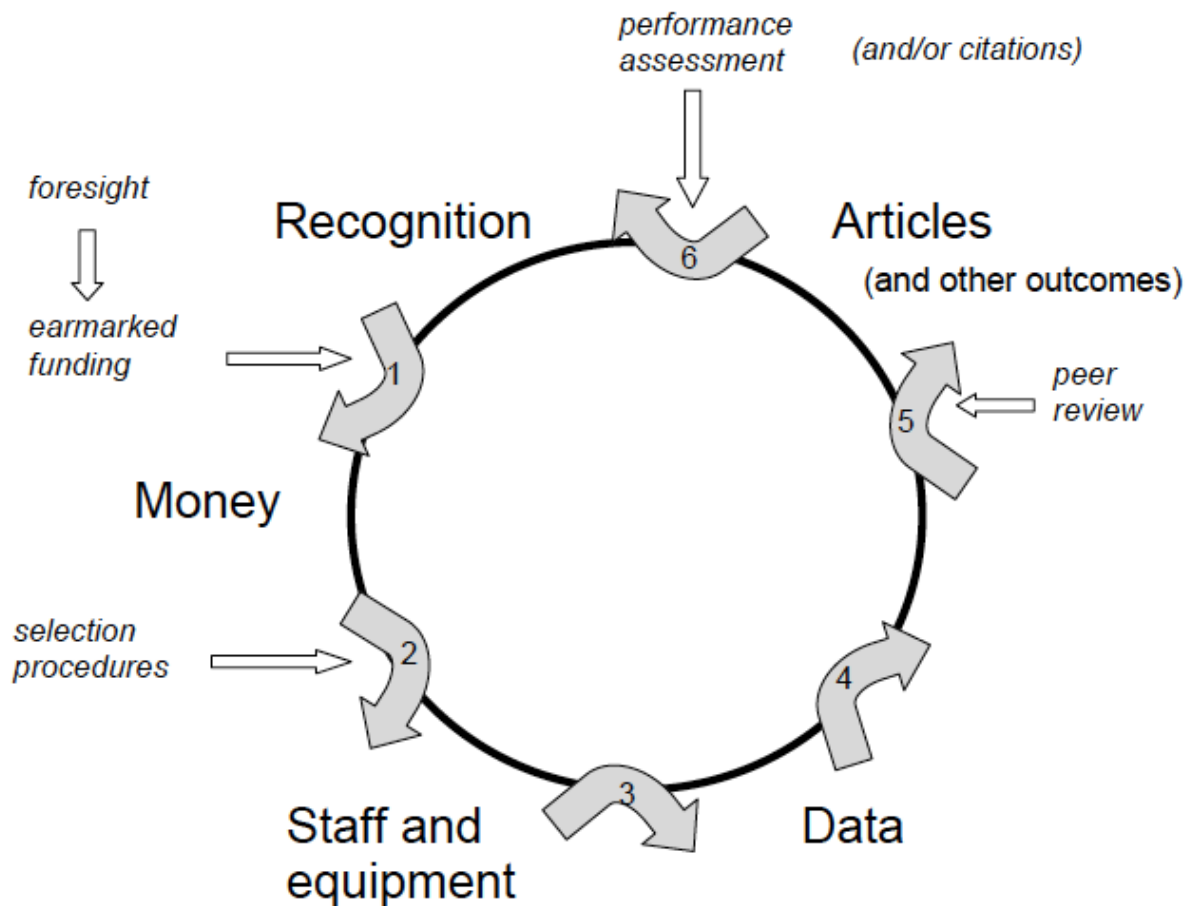 performance
assessment
(and/or citations)
foresight
Recognition
Articles
6
(and other outcomes)
earmarked
funding
1
peer
review
5
Money
selection
procedures
2
4
3
Staff and
equipment
Data